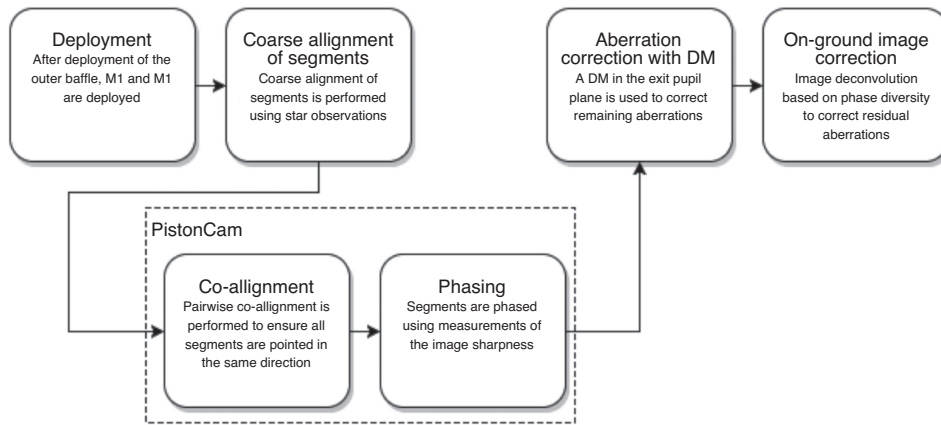 Deployment
After deployment of the
outer baffle, M1 and M1
are deployed
Coarse allignment
of segments
Coarse alignment of
segments is performed
using star observations
PistonCam
Co-allignment
Pairwise co-allignment is
performed to ensure all
segments are pointed in
the same direction
Phasing
Segments are phased
using measurements of
the image sharpness
Aberration
correction with DM
A DM in the exit pupil
plane is used to correct
remaining aberrations
On-ground image
correction
Image deconvolution
based on phase diversity
to correct residual
aberrations